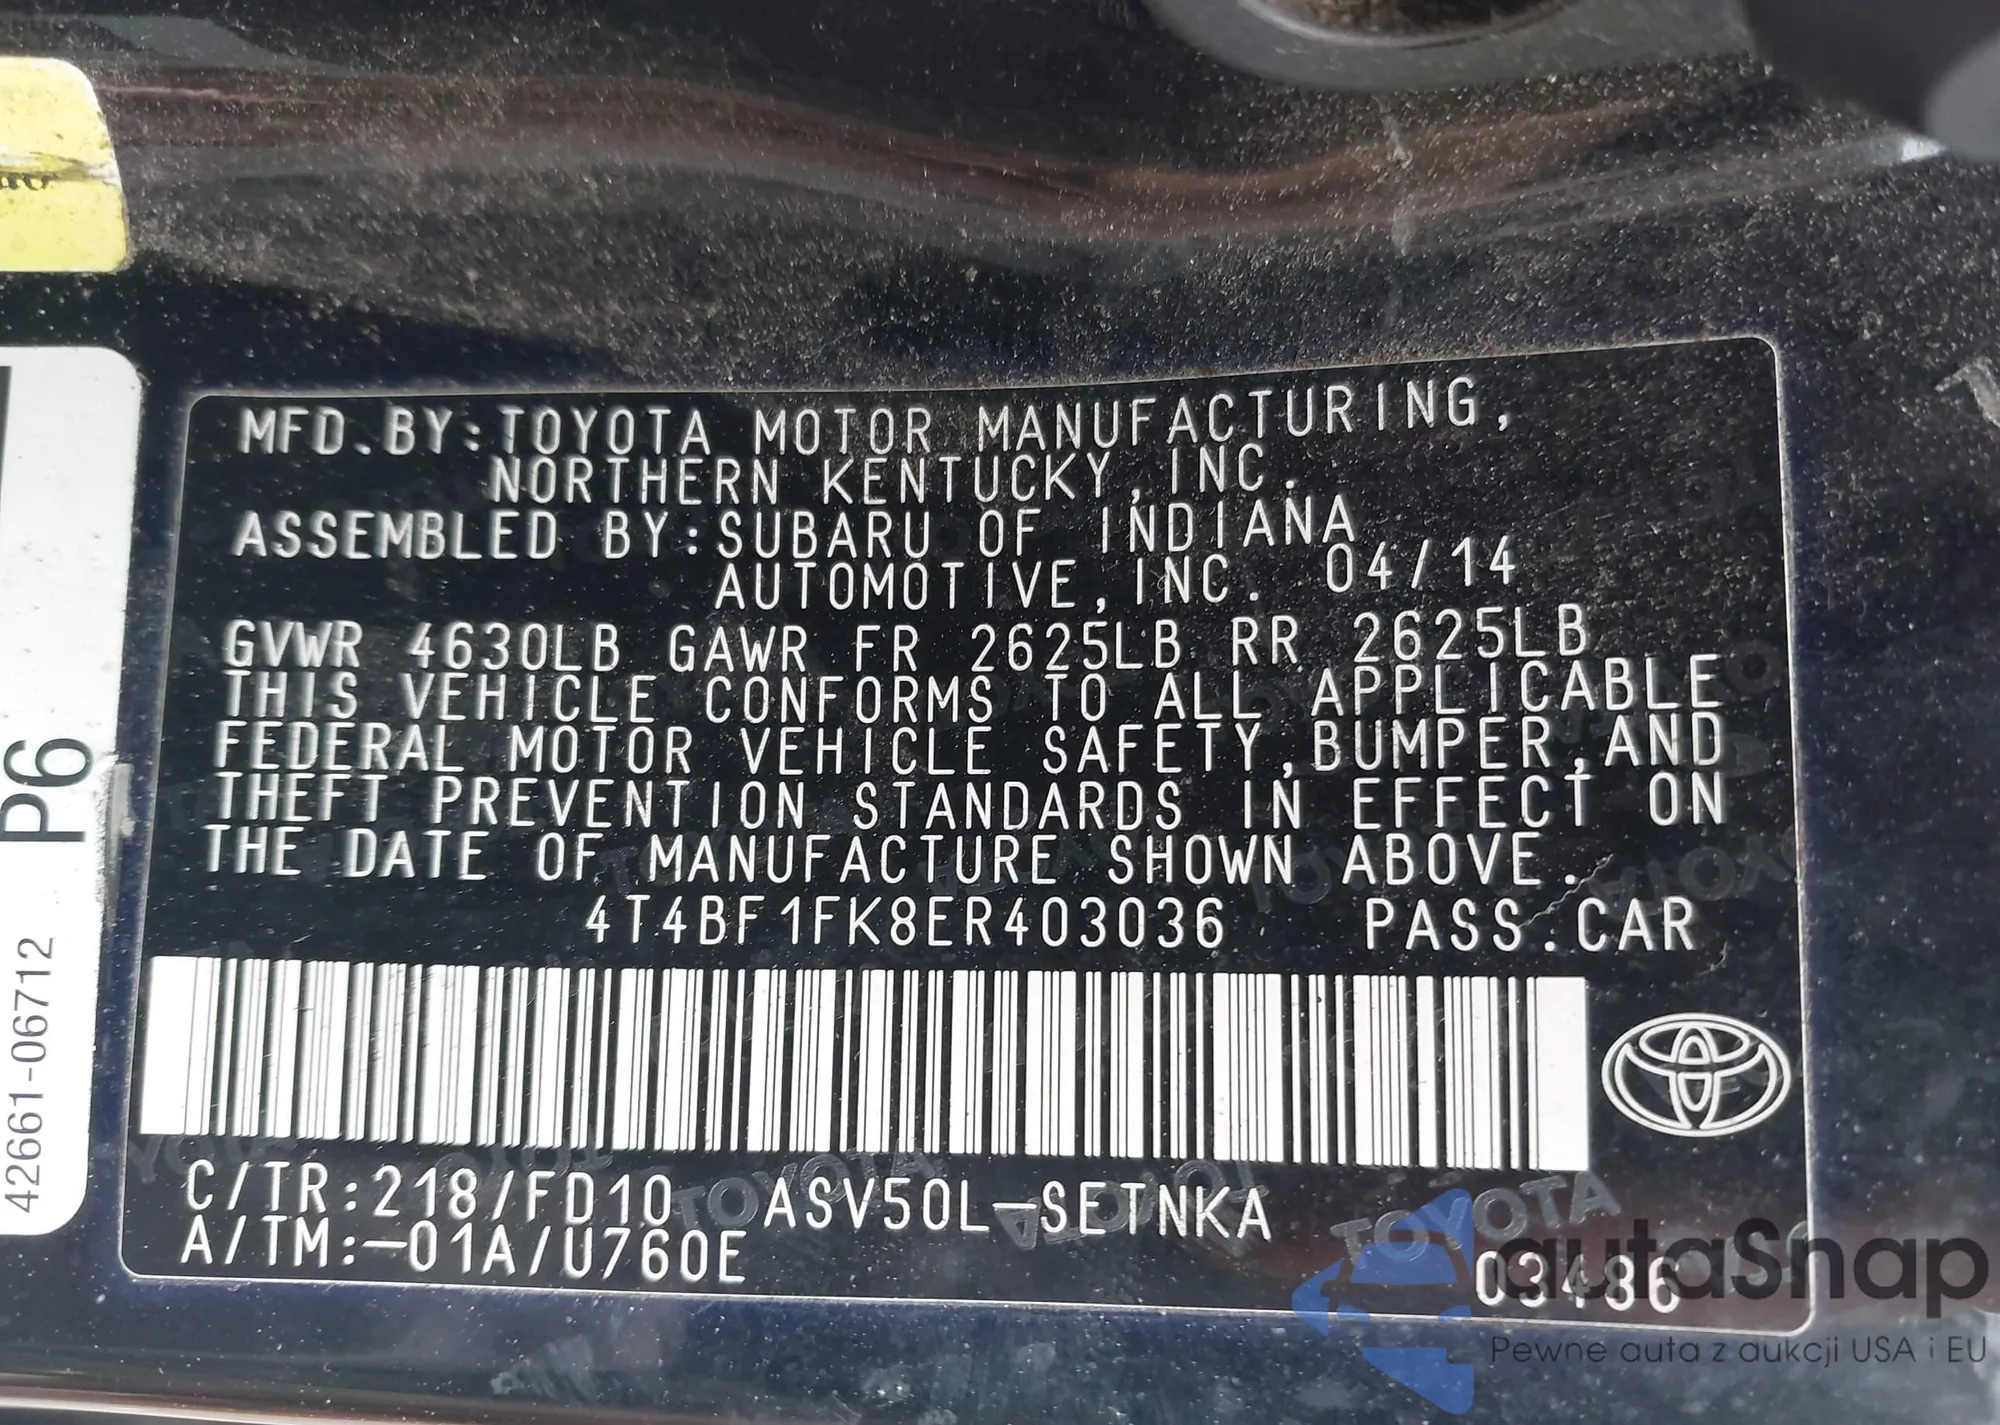 MFD.BY:TOYOTA MOTOR MANUFACTURING,
NORTHERN KENTUCKY,INC.
ASSEMBLED BY:SUBARU OF INDIANA
AUTOMOTIVE,INC. 04/14
GVWR 4630LB GAWR FR 2625LB RR 2625LB
THIS VEHICLE CONFORMS TO ALL APPLICABLE
FEDERAL MOTOR VEHICLE SAFETY,BUMPER,AND
THEFT PREVENTION STANDARDS IN EFFECT ON
THE DATE OF MANUFACTURE SHOWN ABOVE.
4T4BF1FK8ER403036 PASS.CAR
C/TR:218/FD10 ASV50L-SETNKA
A/TM:-01A/U760E
03486
P6
42661-06712
TOYOTA
autaSnap
Pewne auta z aukcji USA i EU